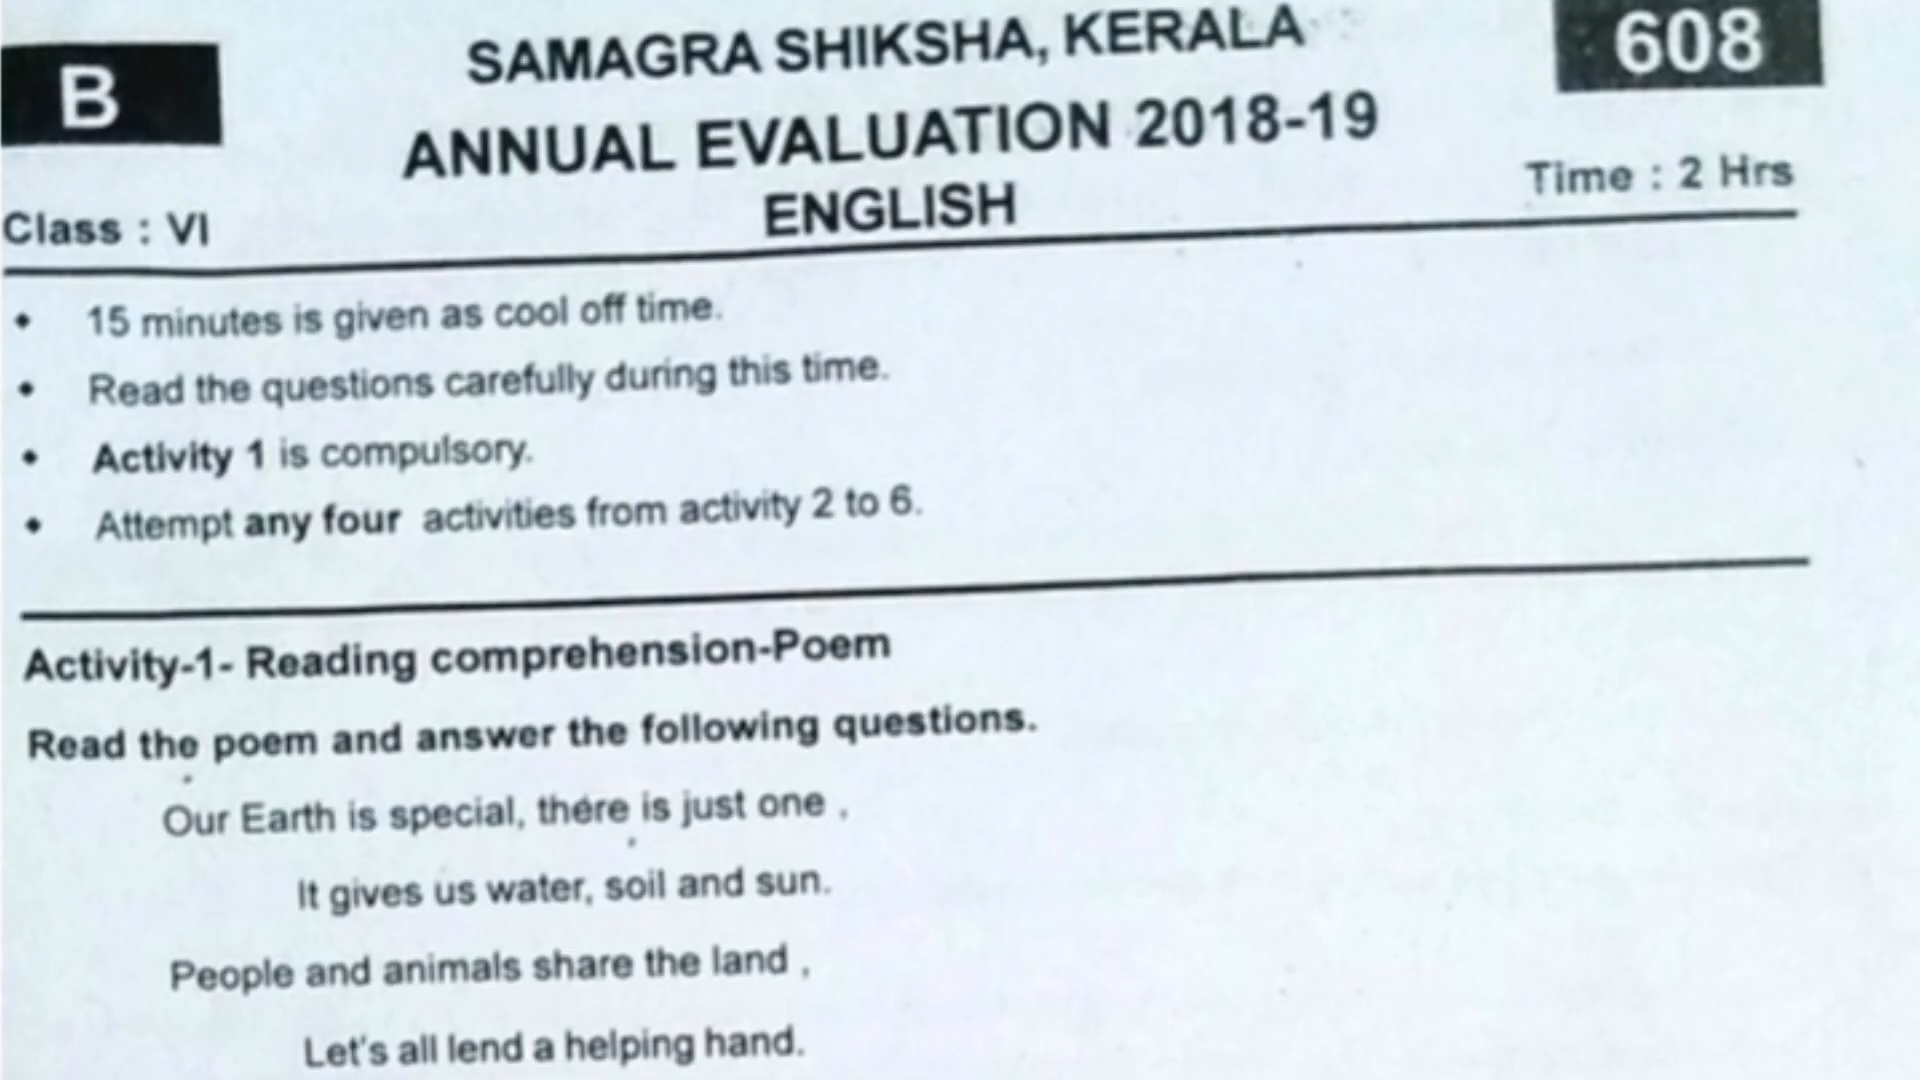 B
SAMAGRA SHIKSHA, KERALA
608
ANNUAL EVALUATION 2018-19
Class : VI
ENGLISH
Time : 2 Hrs
• 15 minutes is given as cool off time.
• Read the questions carefully during this time.
• Activity 1 is compulsory.
• Attempt any four activities from activity 2 to 6.
Activity-1- Reading comprehension-Poem
Read the poem and answer the following questions.
Our Earth is special, there is just one ,
It gives us water, soil and sun.
People and animals share the land ,
Let's all lend a helping hand.